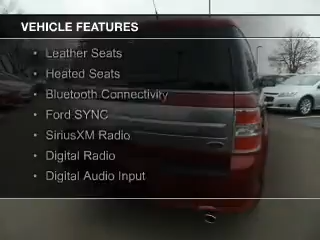 VEHICLE FEATURES
• Leather Seats
• Heated Seats
• Bluetooth Connectivity
• Ford SYNC
• SiriusXM Radio
• Digital Radio
• Digital Audio Input